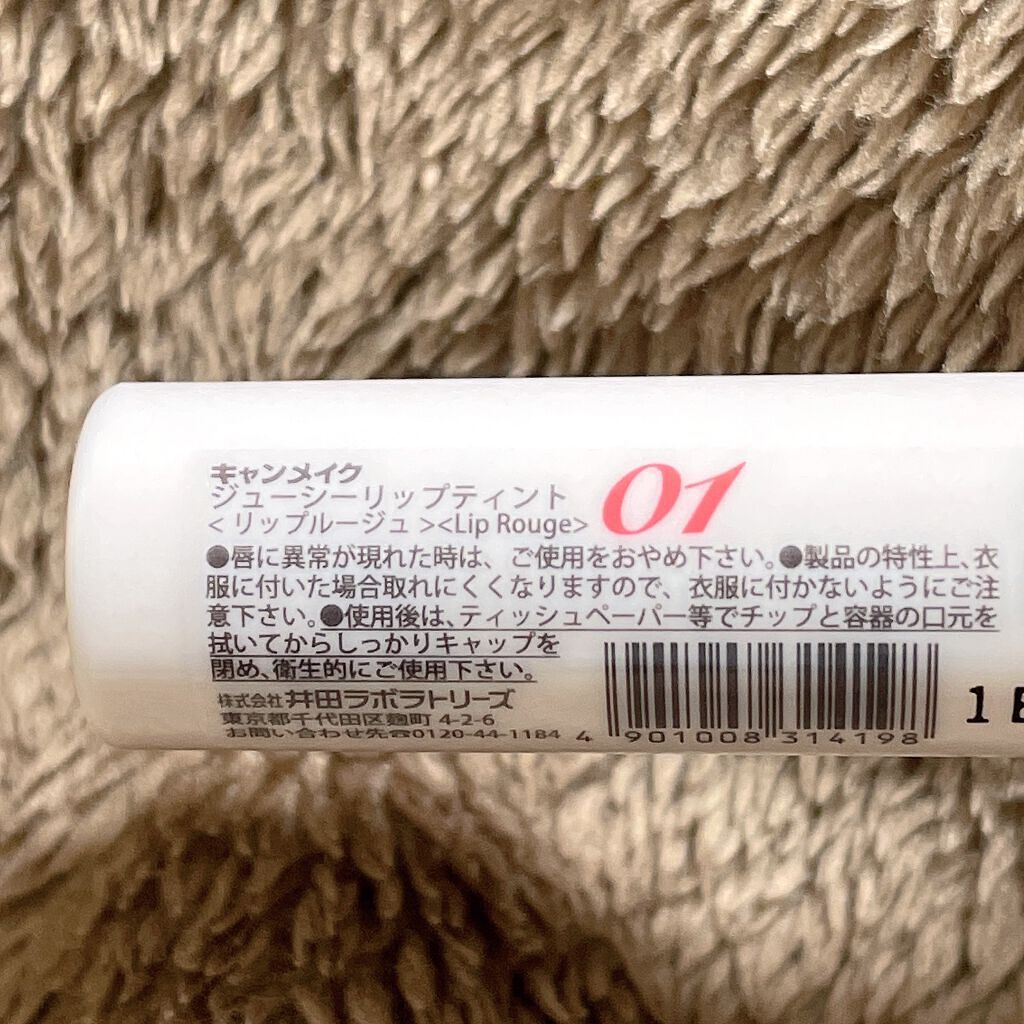 キャンメイク
ジューシーリップティント 01
<リップルージュ><Lip Rouge>
●唇に異常が現れた時は、ご使用をおやめ下さい。●製品の特性上、衣
服に付いた場合取れにくくなりますので、衣服に付かないようにご注
意下さい。●使用後は、ティッシュペーパー等でチップと容器の口元を
拭いてからしっかりキャップを
閉め、衛生的にご使用下さい。
株式会社 井田ラボラトリーズ
東京都千代田区麹町 4-2-6
お問い合わせ先☎0120-44-1184
4 901008 314198
1